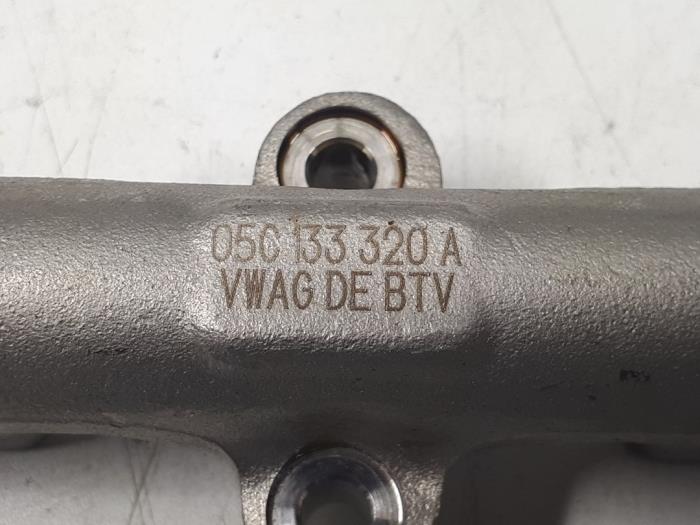 05C 133 320 A
VWAG DE BTV